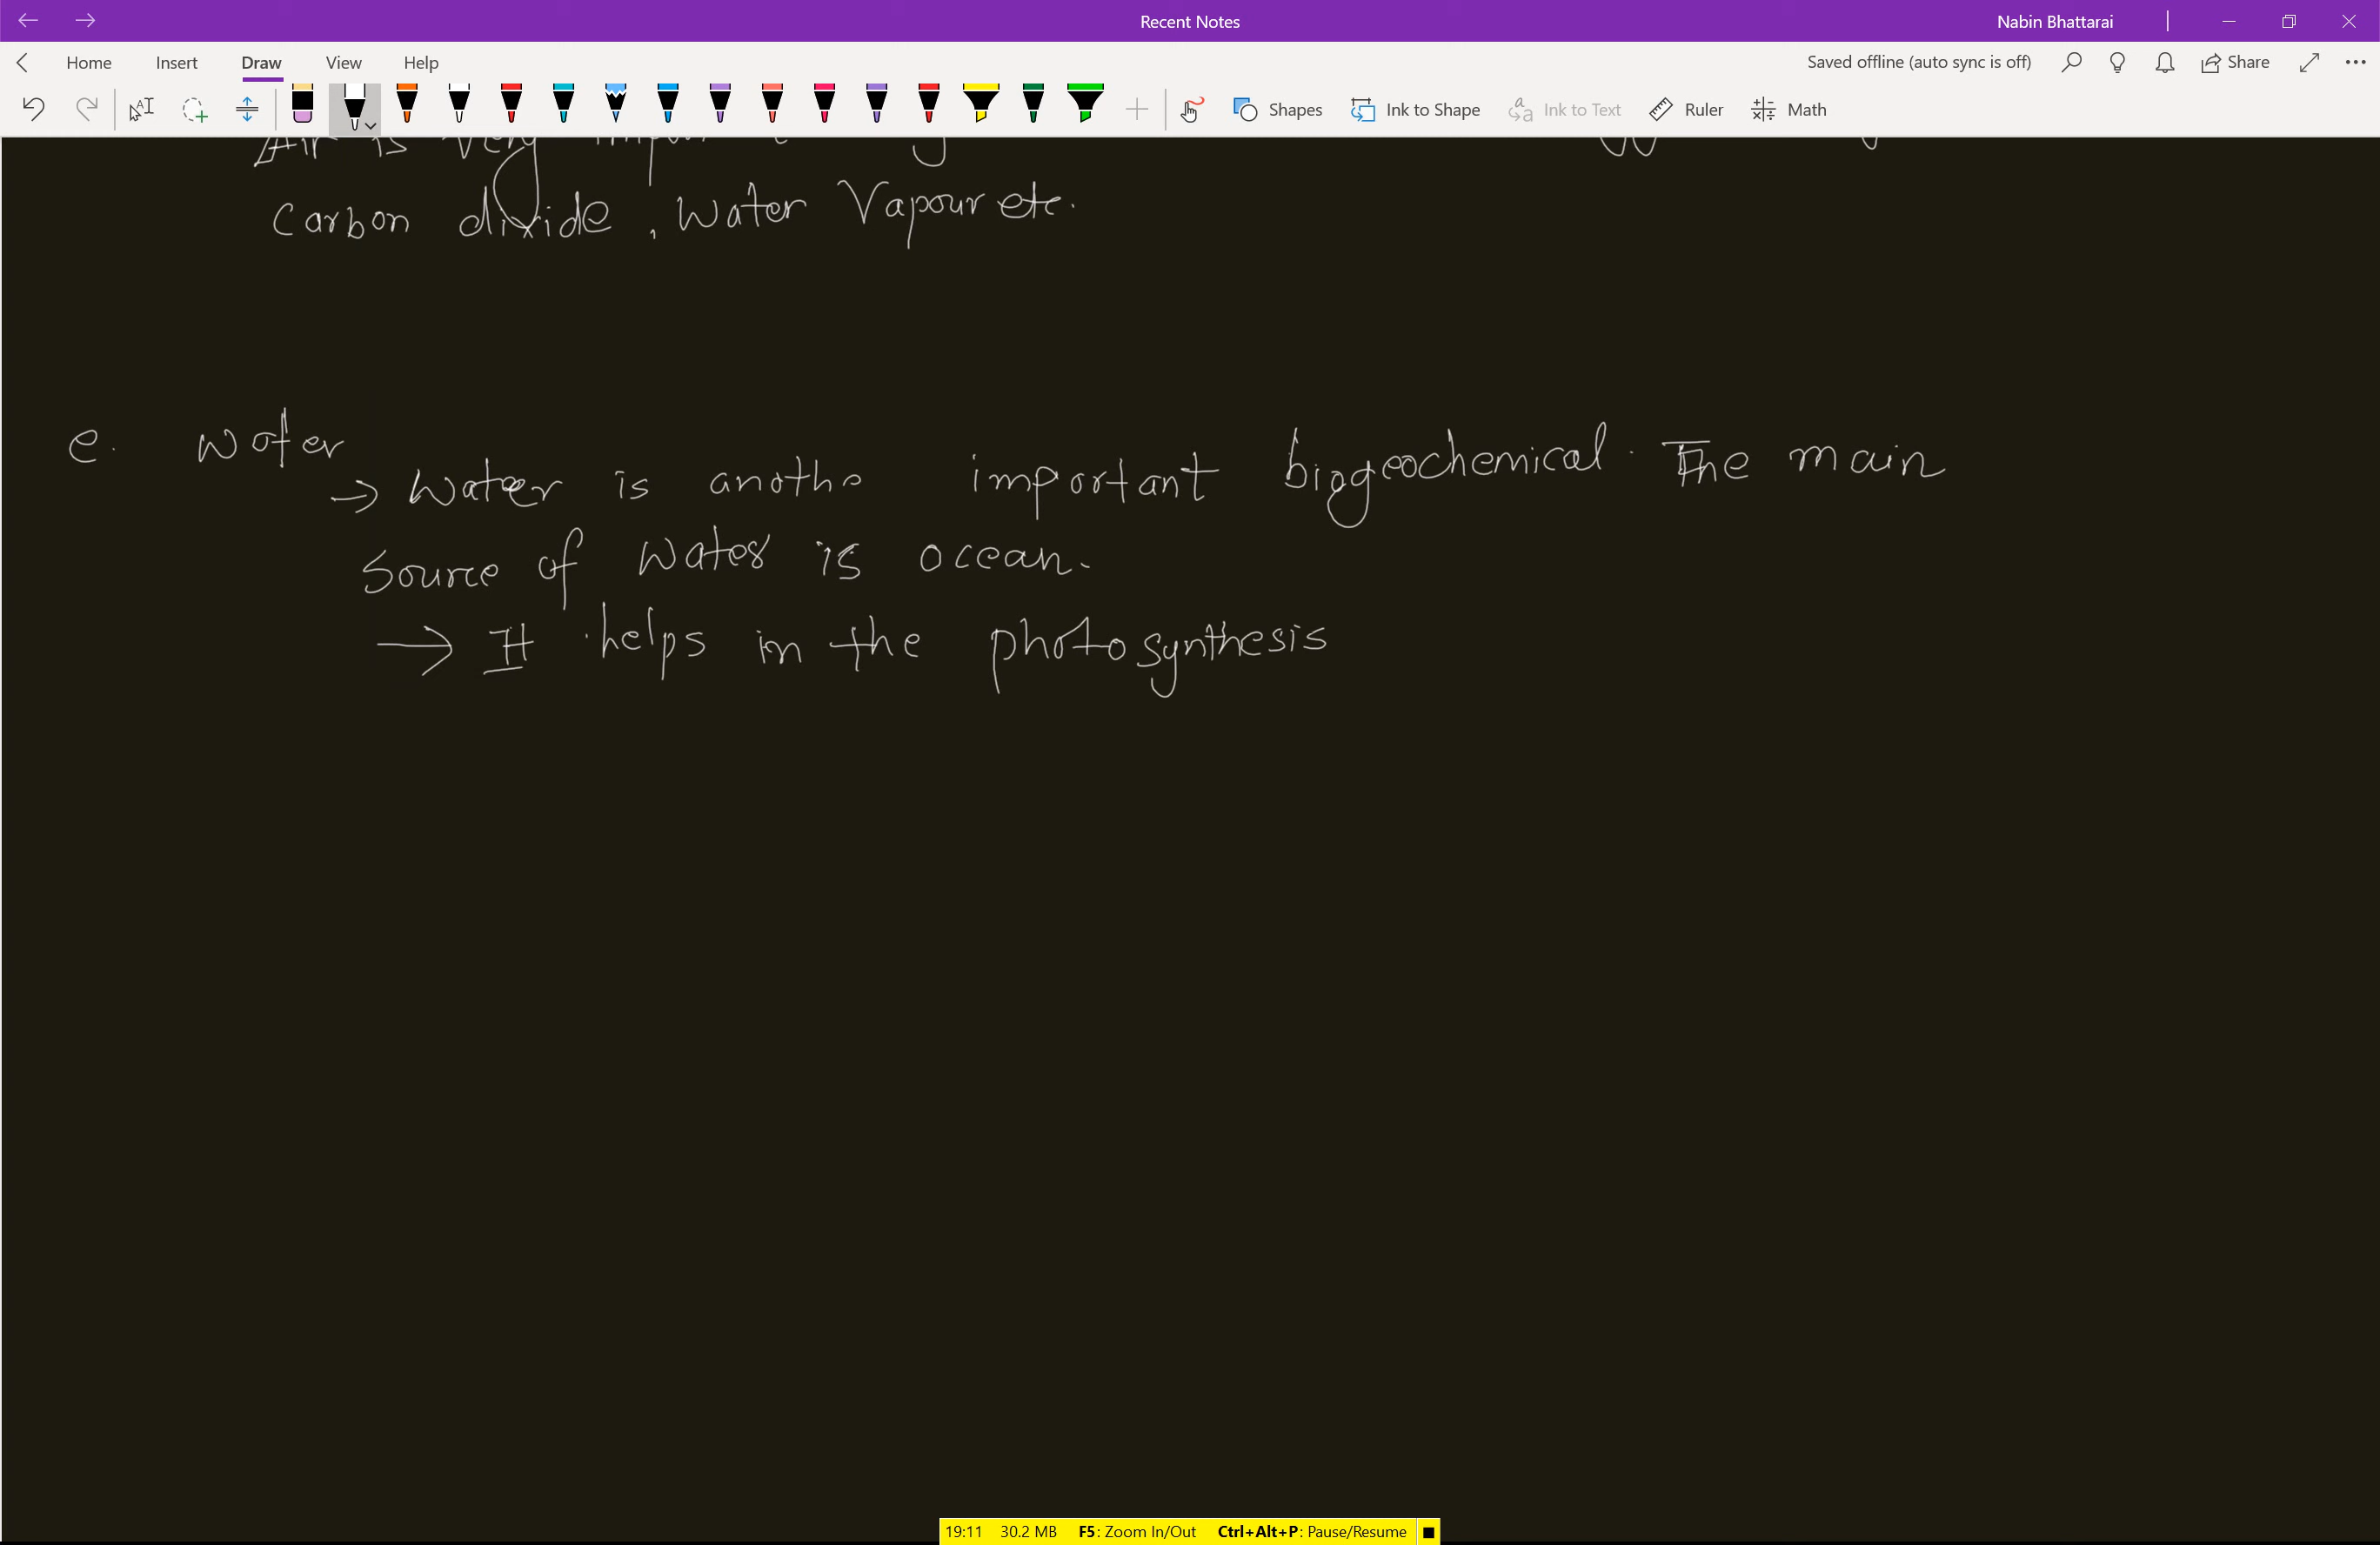 Recent Notes
Nabin Bhattarai
Home Insert Draw View Help
Saved offline (auto sync is off) Share
Shapes Ink to Shape Ink to Text Ruler Math
Air is very
Carbon dixide, Water Vapour etc.
e. Water
→ Water is anothe important biogeochemical. The main
source of Water is ocean.
→ It helps in the photosynthesis
19:11 30.2 MB F5: Zoom In/Out Ctrl+Alt+P: Pause/Resume